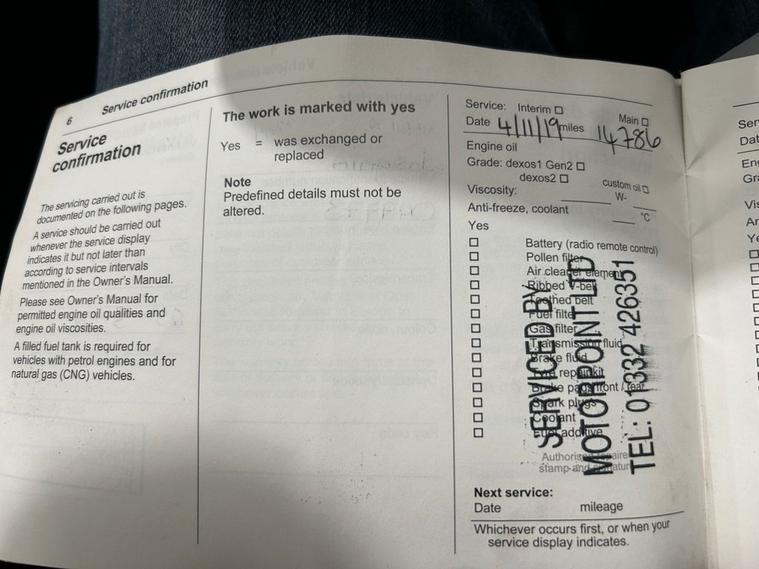 6 Service confirmation
Service
confirmation
The servicing carried out is
documented on the following pages.
A service should be carried out
whenever the service display
indicates it but not later than
according to service intervals
mentioned in the Owner's Manual.
Please see Owner's Manual for
permitted engine oil qualities and
engine oil viscosities.
A filled fuel tank is required for
vehicles with petrol engines and for
natural gas (CNG) vehicles.
The work is marked with yes
Yes = was exchanged or
replaced
Note
Predefined details must not be
altered.
Service: Interim ☐ Main ☐
Date 4/11/19 miles 14786
Engine oil
Grade: dexos1 Gen2 ☐
dexos2 ☐ custom oil ☐
Viscosity: W-
Anti-freeze, coolant °C
Yes
☐ Battery (radio remote control)
☐ Pollen filter
☐ Air cleaner element
☐ Ribbed V-belt
☐ Toothed belt
☐ Fuel filter
☐ Gas filter
☐ Transmission fluid
☐ Brake fluid
☐ repair kit
☐ Brake pads front / rear
☐ Spark plugs
☐ Coolant
☐ Fuel additive
stamp and signature
SERVICED BY
MOTORPOINT LTD
TEL: 01332 426351
Next service:
Date mileage
Whichever occurs first, or when your
service display indicates.